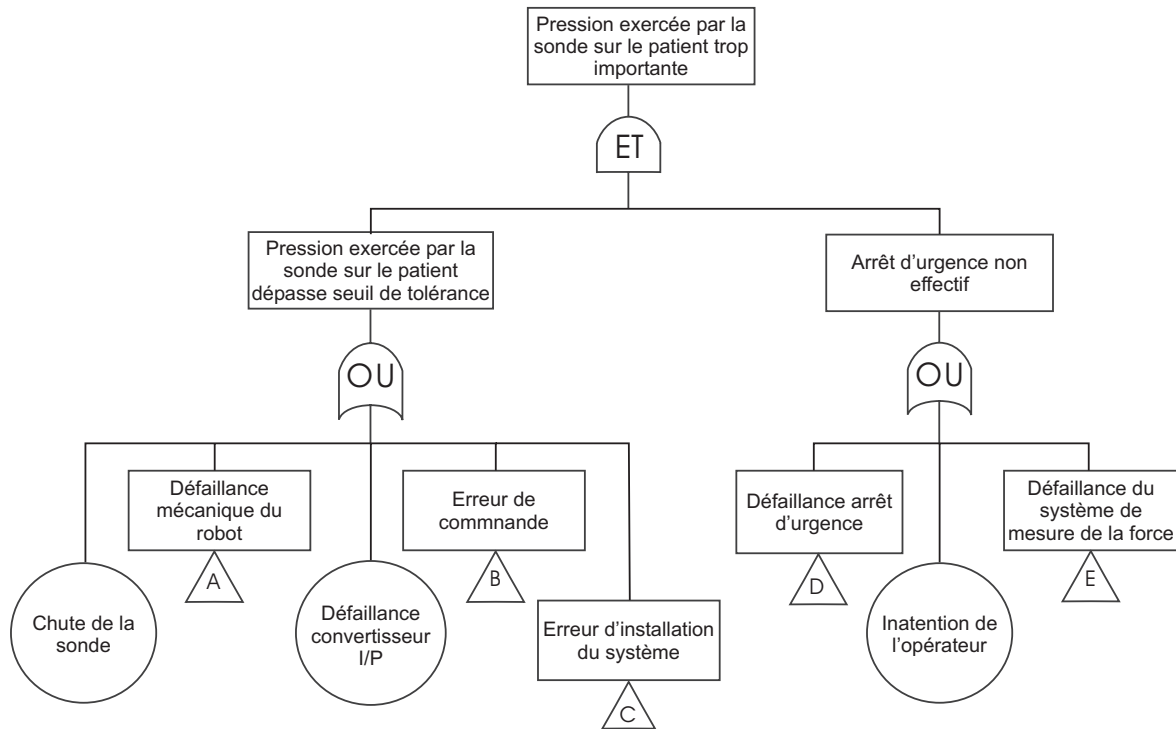 Pression exercée par la
sonde sur le patient trop
importante
ET
Pression exercée par la
sonde sur le patient
dépasse seuil de tolérance
Arrêt d'urgence non
effectif
OU
OU
Défaillance
mécanique du
robot
A
Erreur de
commnande
B
Défaillance arrêt
d'urgence
D
Défaillance du
système de
mesure de la force
E
Chute de la
sonde
Défaillance
convertisseur
I/P
Erreur d'installation
du système
C
Inatention de
l'opérateur